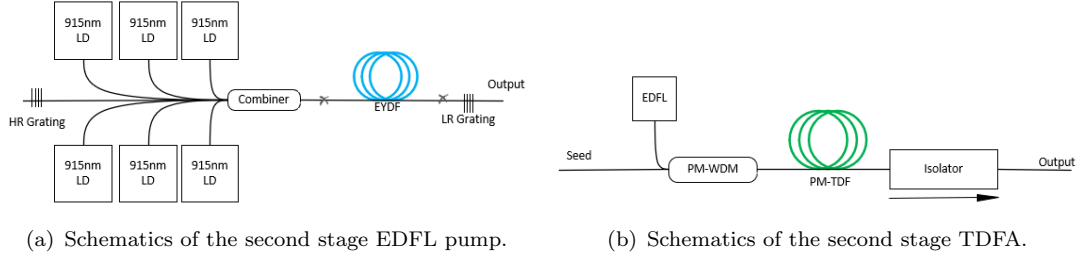 915nm
LD
915nm
LD
915nm
LD
HR Grating
Combiner
EYDF
Output
LR Grating
915nm
LD
915nm
LD
915nm
LD
(a) Schematics of the second stage EDFL pump.
EDFL
Seed
PM-WDM
PM-TDF
Isolator
Output
(b) Schematics of the second stage TDFA.